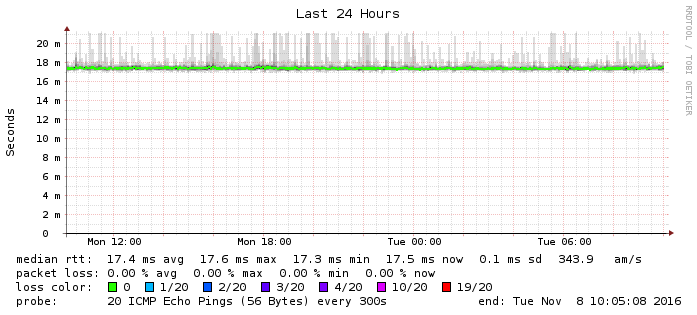 Last 24 Hours
RRDTOOL / TOBI OETIKER
Seconds
20 m
18 m
16 m
14 m
12 m
10 m
8 m
6 m
4 m
2 m
0
Mon 12:00 Mon 18:00 Tue 00:00 Tue 06:00
median rtt: 17.4 ms avg 17.6 ms max 17.3 ms min 17.5 ms now 0.1 ms sd 343.9 am/s
packet loss: 0.00 % avg 0.00 % max 0.00 % min 0.00 % now
loss color: 0 1/20 2/20 3/20 4/20 10/20 19/20
probe: 20 ICMP Echo Pings (56 Bytes) every 300s end: Tue Nov 8 10:05:08 2016